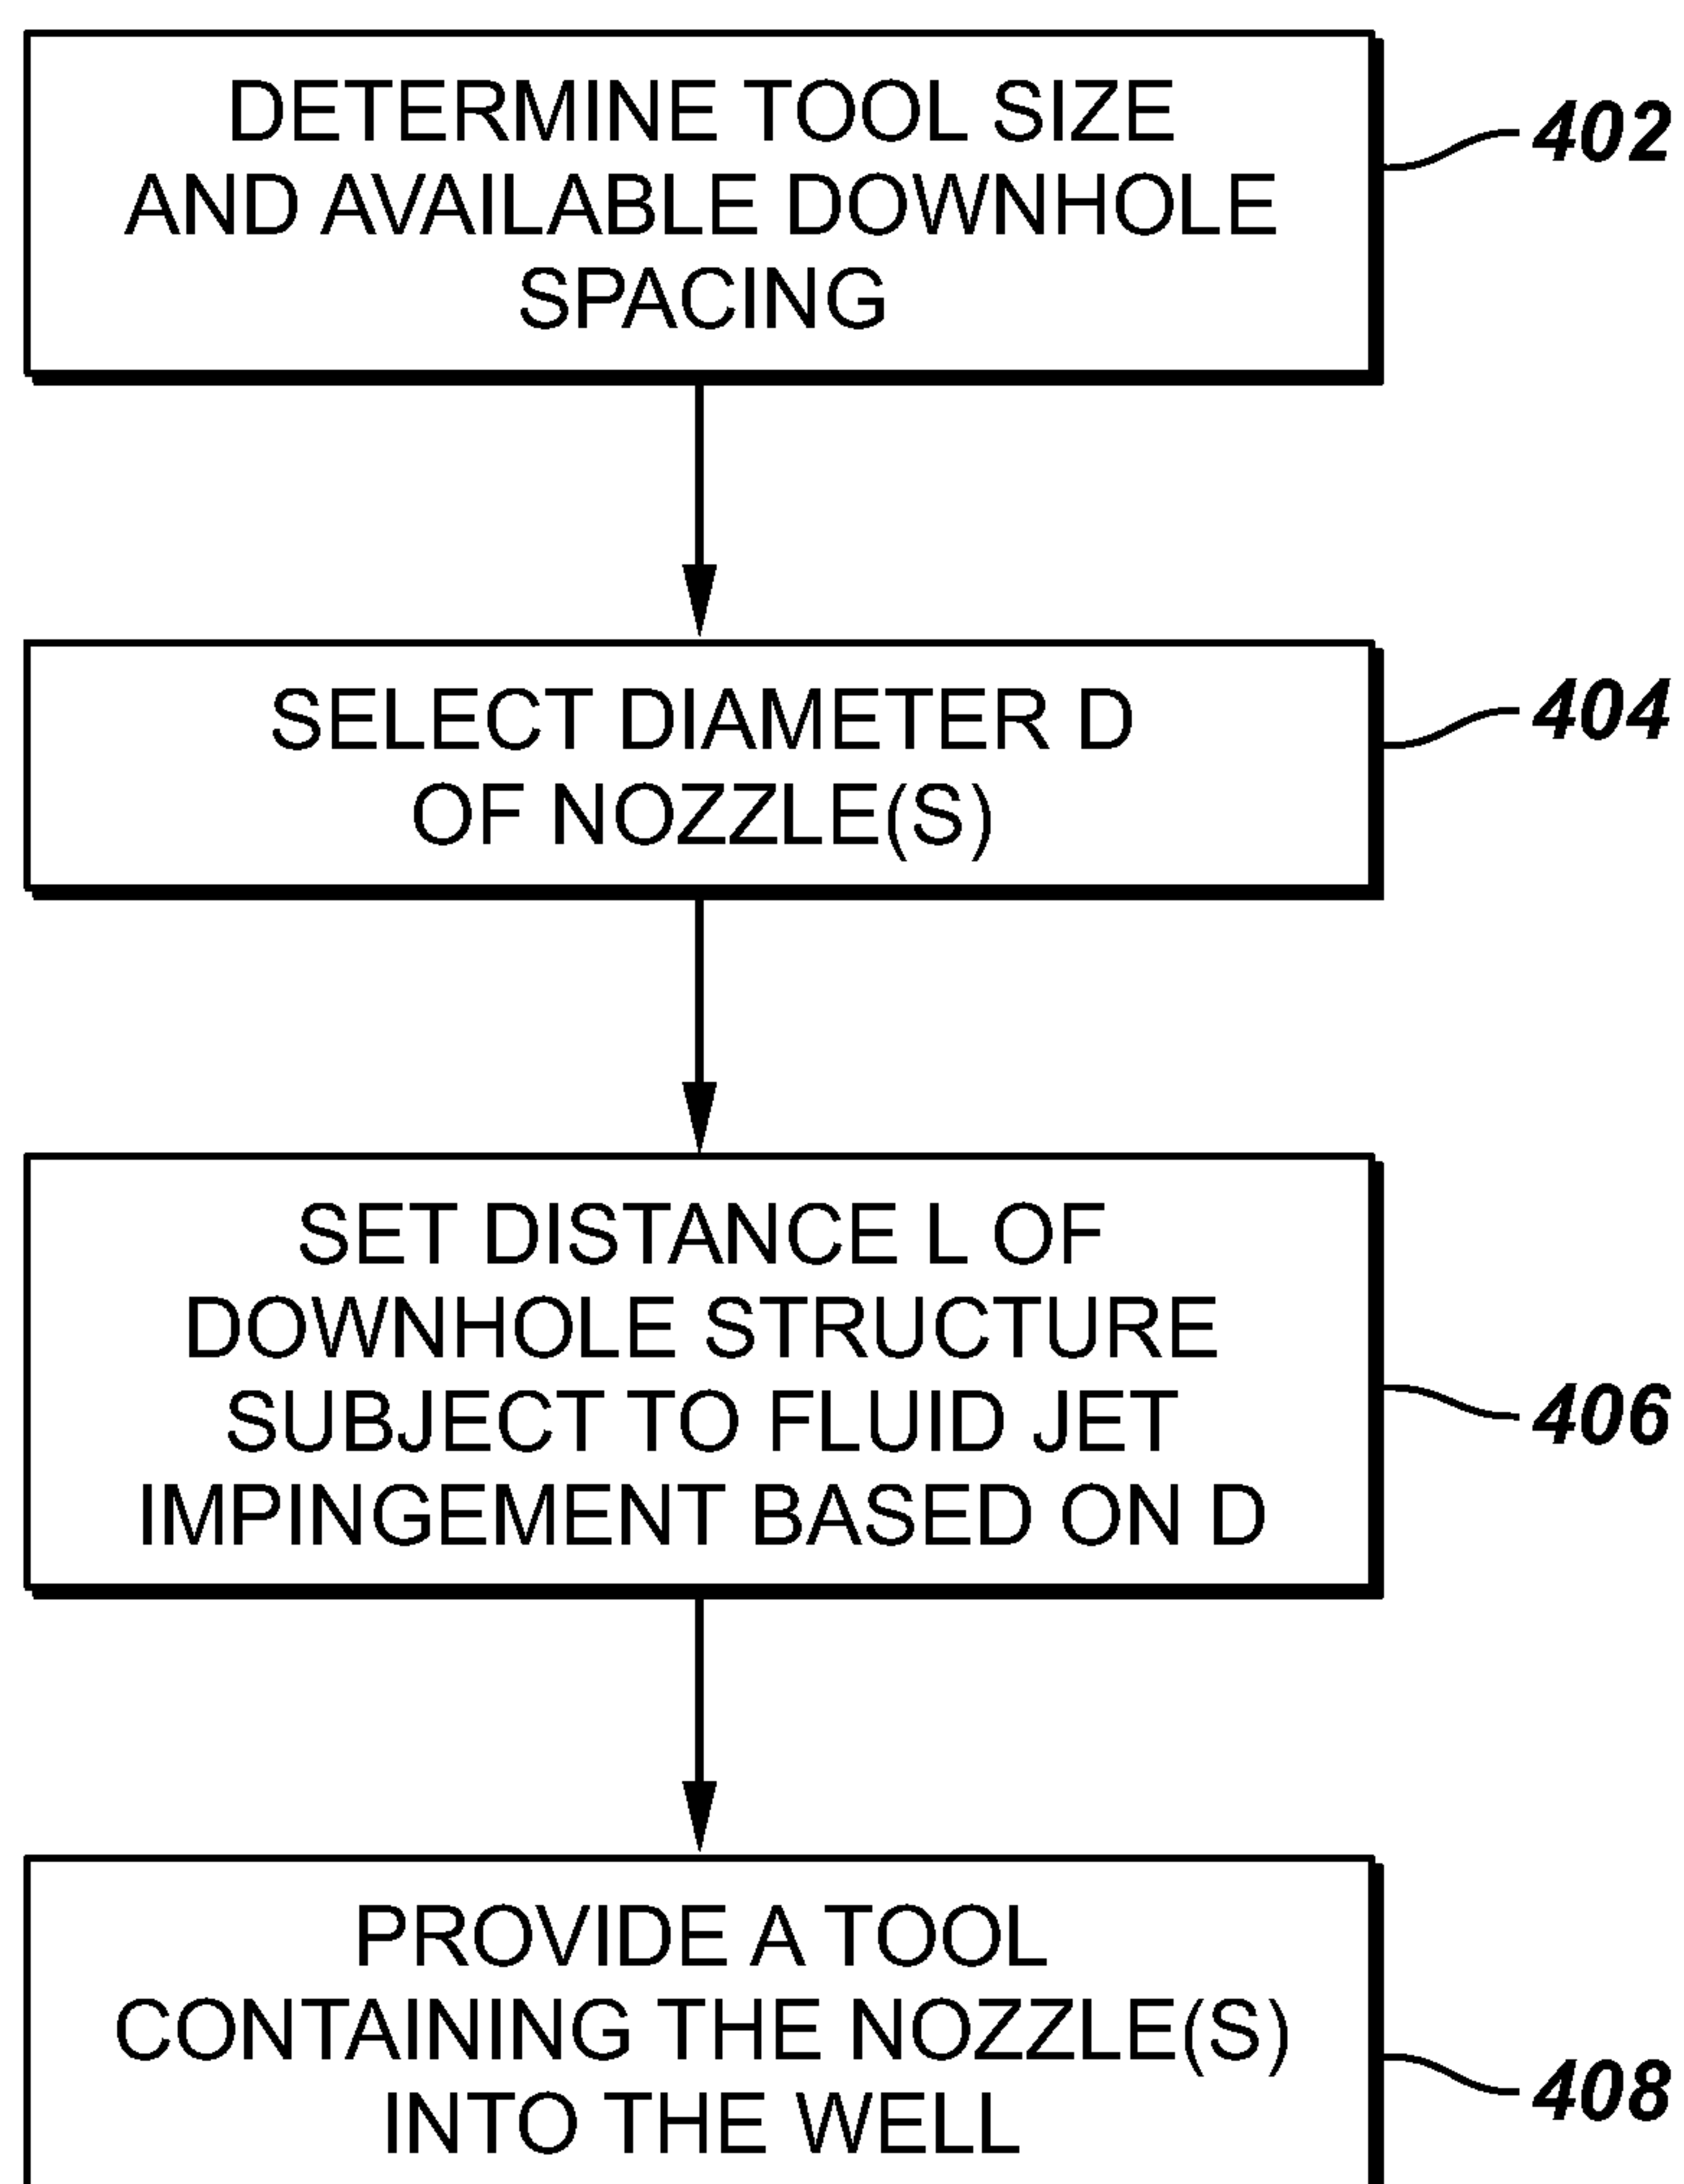 DETERMINE TOOL SIZE
AND AVAILABLE DOWNHOLE
SPACING
402
SELECT DIAMETER D
OF NOZZLE(S)
404
SET DISTANCE L OF
DOWNHOLE STRUCTURE
SUBJECT TO FLUID JET
IMPINGEMENT BASED ON D
406
PROVIDE A TOOL
CONTAINING THE NOZZLE(S)
INTO THE WELL
408